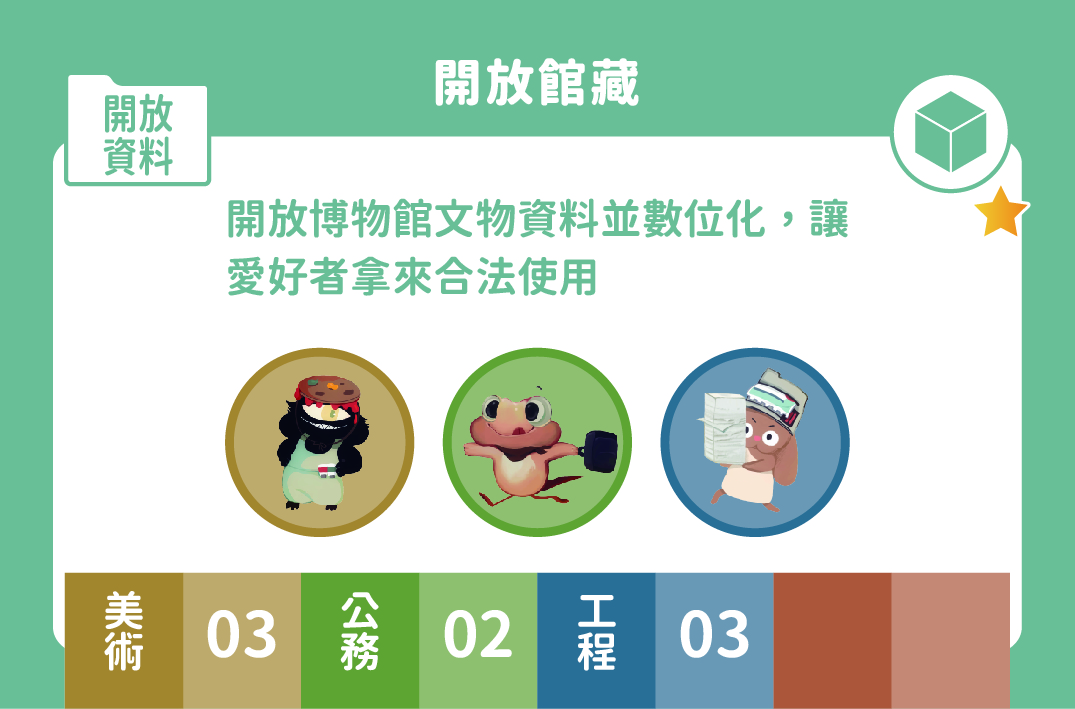 開放館藏
開放
資料
開放博物館文物資料並數位化，讓
愛好者拿來合法使用
美術
03
公務
02
工程
03